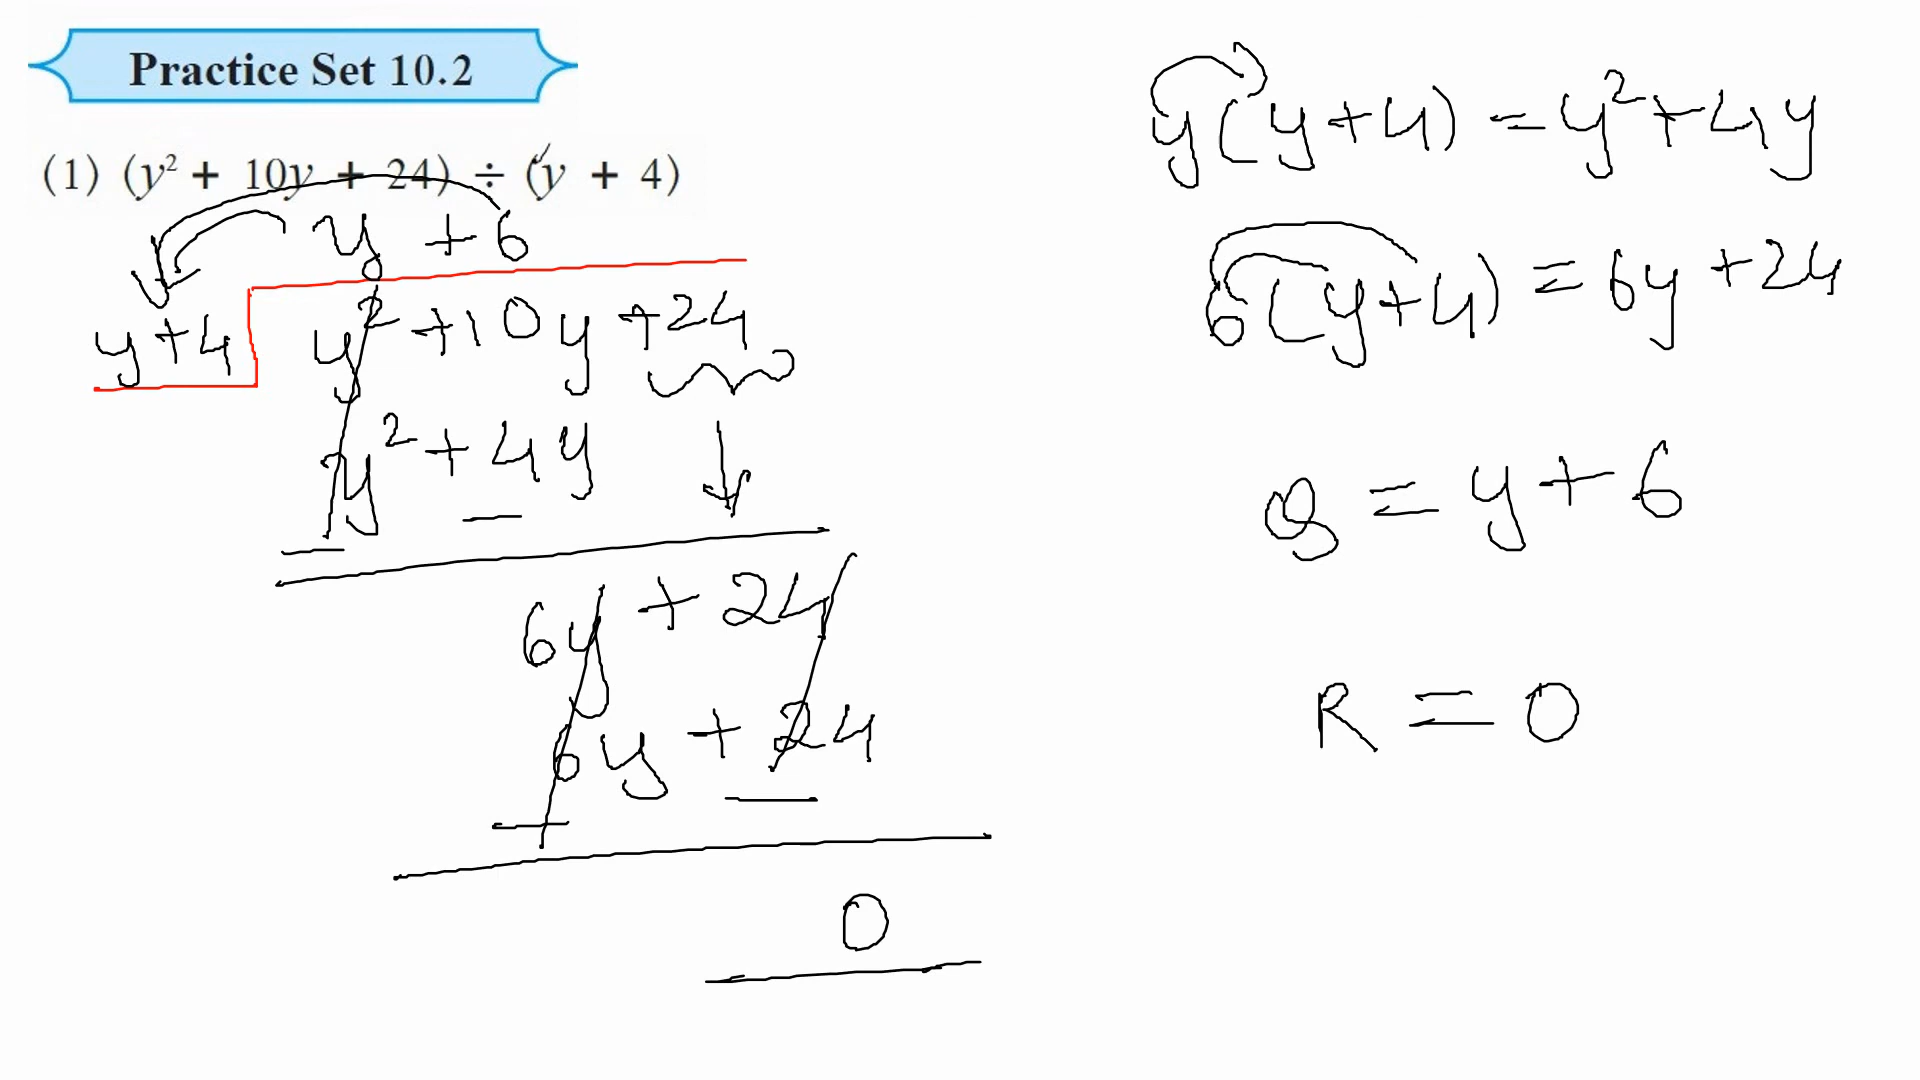 Practice Set 10.2
(1) (y² + 10y + 24) ÷ (y + 4)
y + 6
y+4
y² + 10y + 24
y² + 4y
6y + 24
6y + 24
0
y(y+4) = y² + 4y
6(y+4) = 6y + 24
Q = y + 6
R = 0